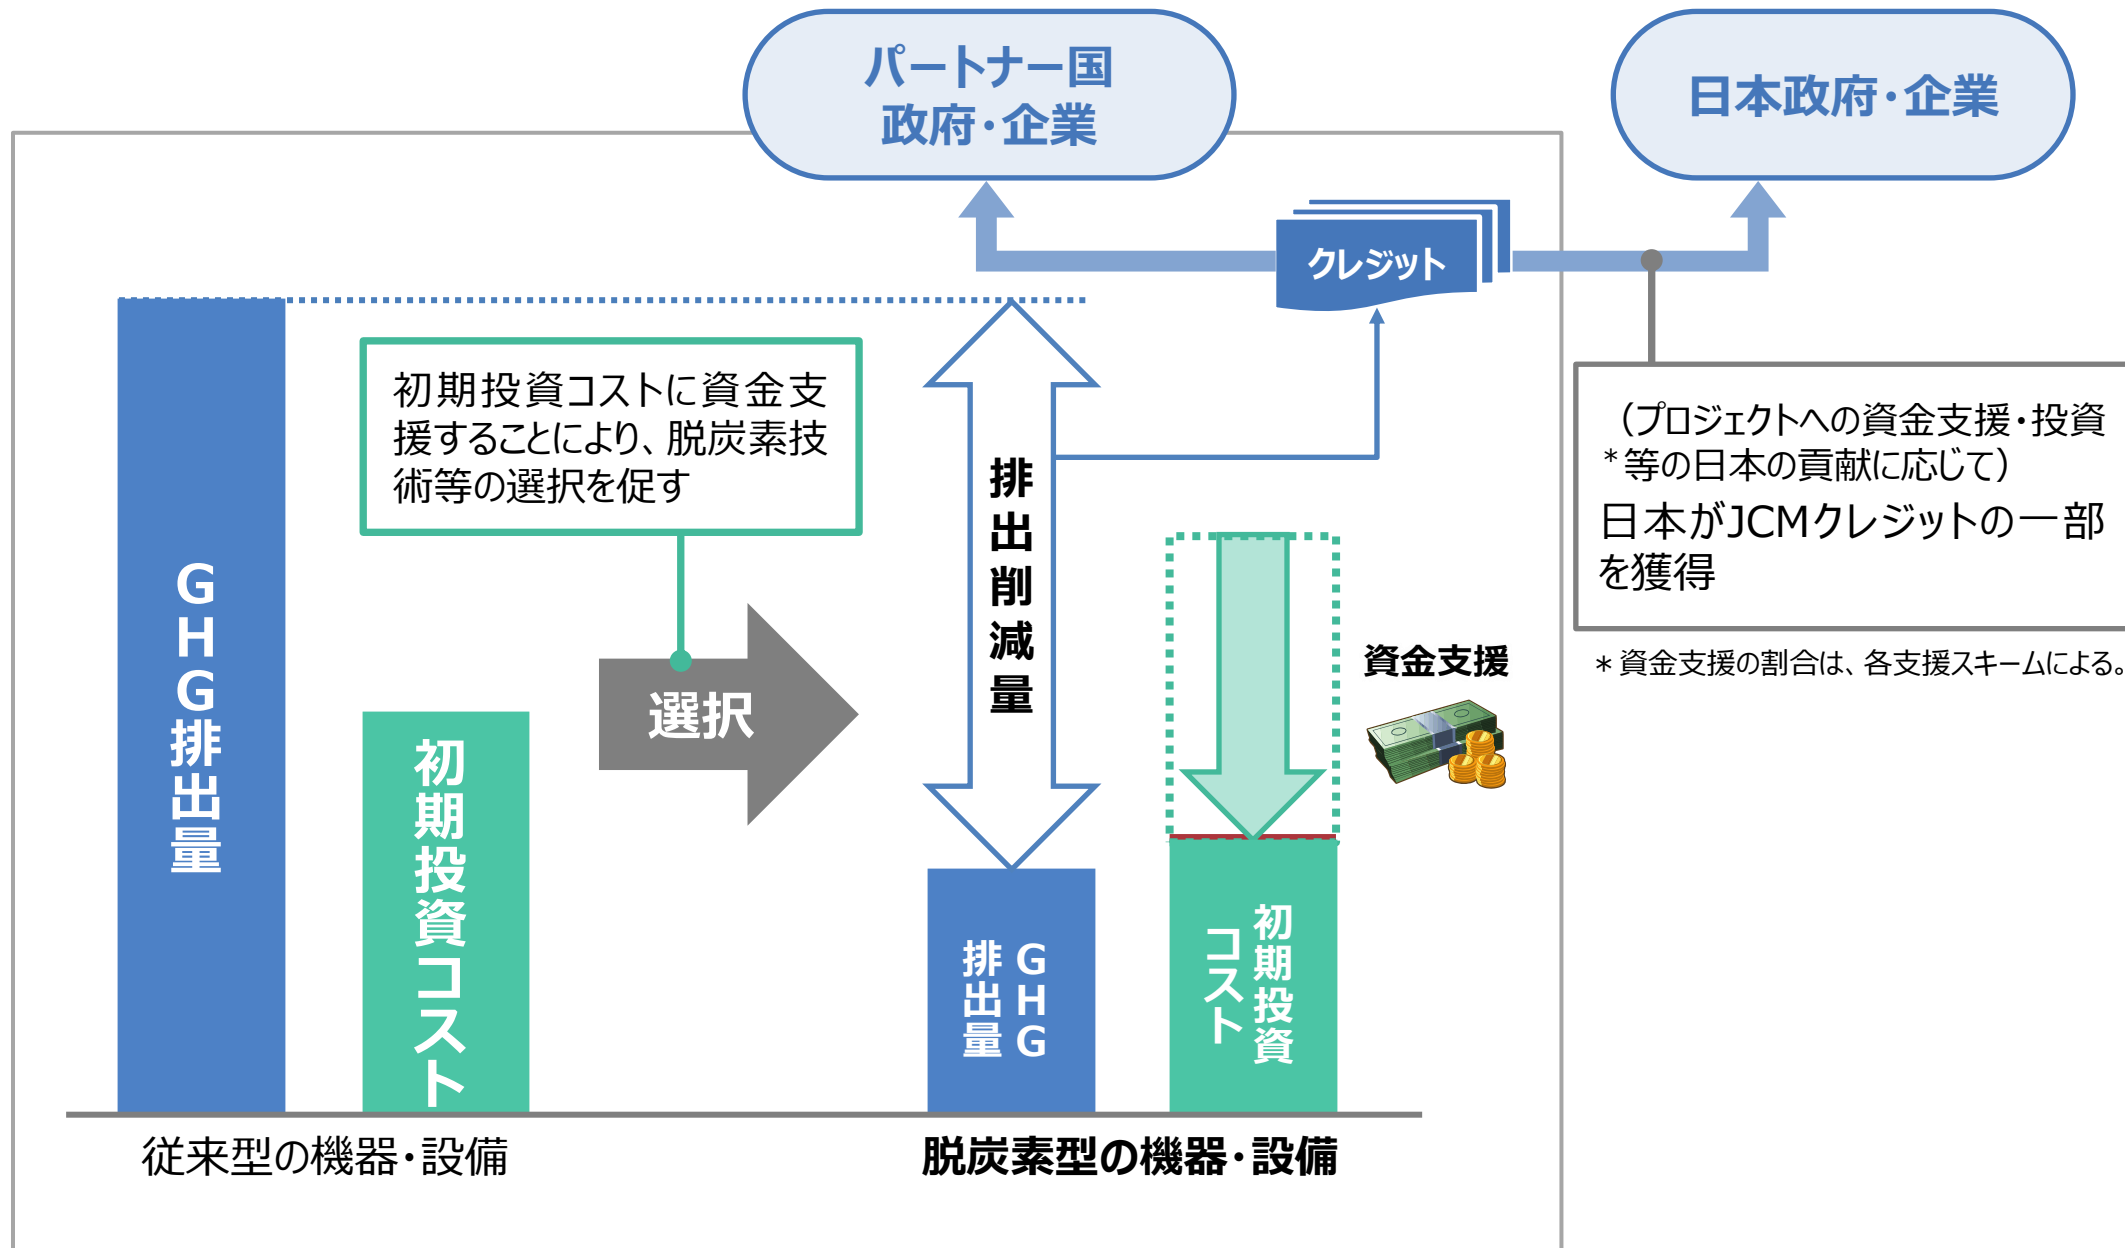 パートナー国
政府・企業
日本政府・企業
クレジット
初期投資コストに資金支
援することにより、脱炭素技
術等の選択を促す
(プロジェクトへの資金支援・投資
*等の日本の貢献に応じて)
日本がJCMクレジットの一部
を獲得
*資金支援の割合は、各支援スキームによる。
GHG排出量
初期投資コスト
選択
排出削減量
資金支援
GHG
排出量
初期投資
コスト
従来型の機器・設備
脱炭素型の機器・設備